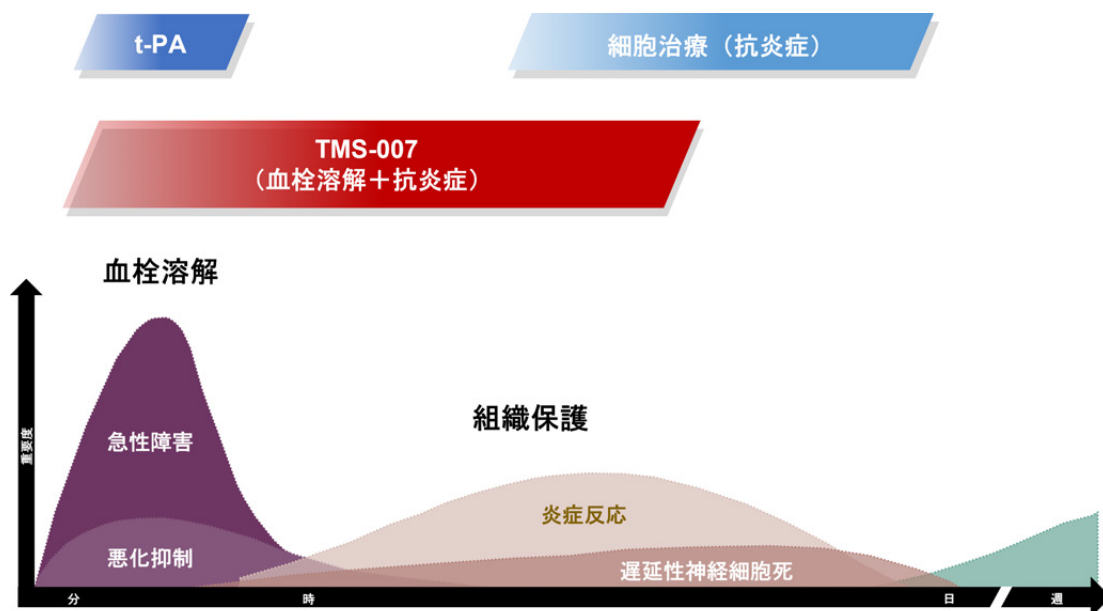 t-PA
細胞治療（抗炎症）
TMS-007
（血栓溶解＋抗炎症）
血栓溶解
組織保護
重要度
急性障害
炎症反応
悪化抑制
遅延性神経細胞死
分
時
日
週